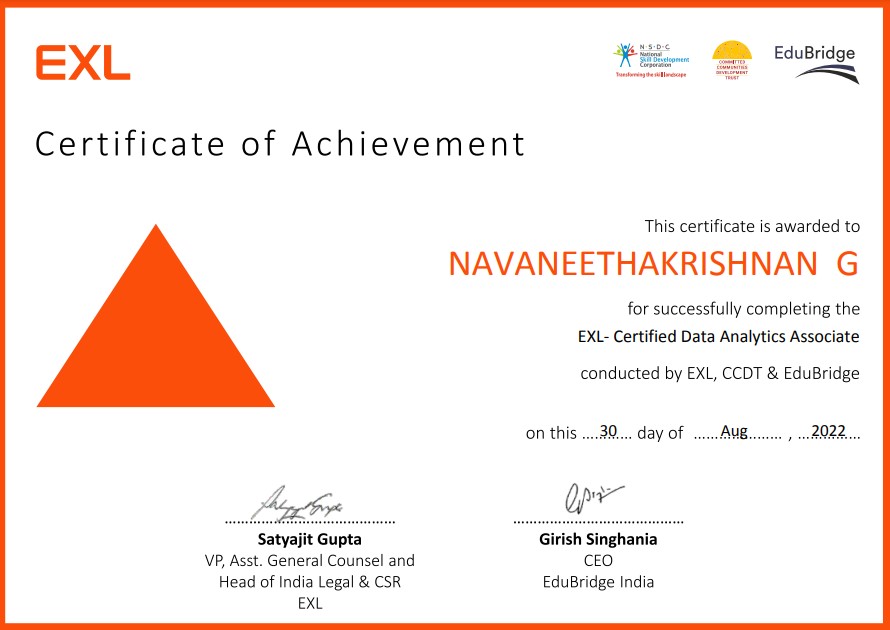 EXL
N·S·D·C
National
Skill Development
Corporation
Transforming the skill landscape
COMMITTED
COMMUNITIES
DEVELOPMENT
TRUST
EduBridge
Certificate of Achievement
This certificate is awarded to
NAVANEETHAKRISHNAN G
for successfully completing the
EXL- Certified Data Analytics Associate
conducted by EXL, CCDT & EduBridge
on this ....30.... day of ......Aug........ , ...2022...
Satyajit Gupta
VP, Asst. General Counsel and
Head of India Legal & CSR
EXL
Girish Singhania
CEO
EduBridge India